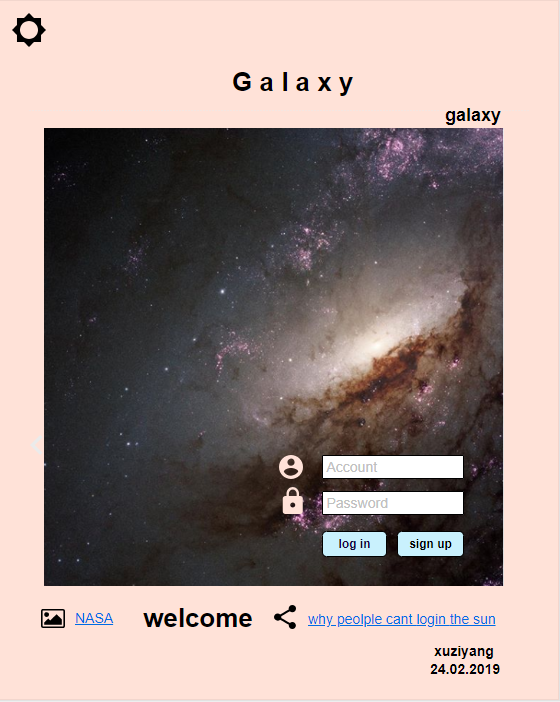 Galaxy
galaxy
Account
Password
log in sign up
NASA welcome why peolple cant login the sun
xuziyang
24.02.2019